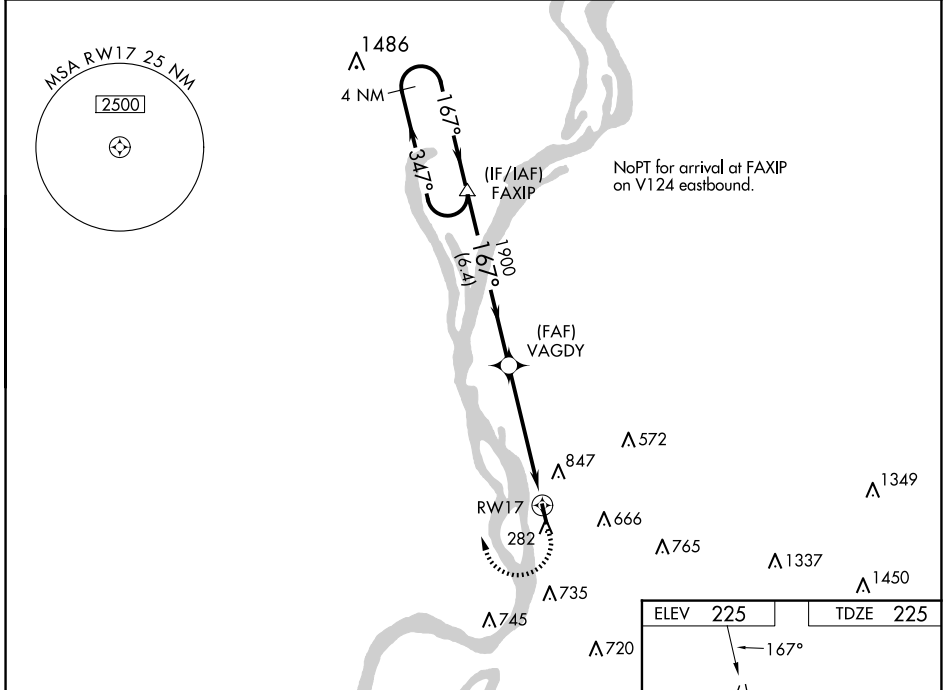 MSA RW17 25 NM
2500
1486
4 NM
167°
347°
(IF/IAF)
FAXIP
NoPT for arrival at FAXIP
on V124 eastbound.
1900
167°
(6.4)
(FAF)
VAGDY
572
847
1349
RW17
666
282
765
1337
1450
735
745
720
ELEV 225
TDZE 225
167°